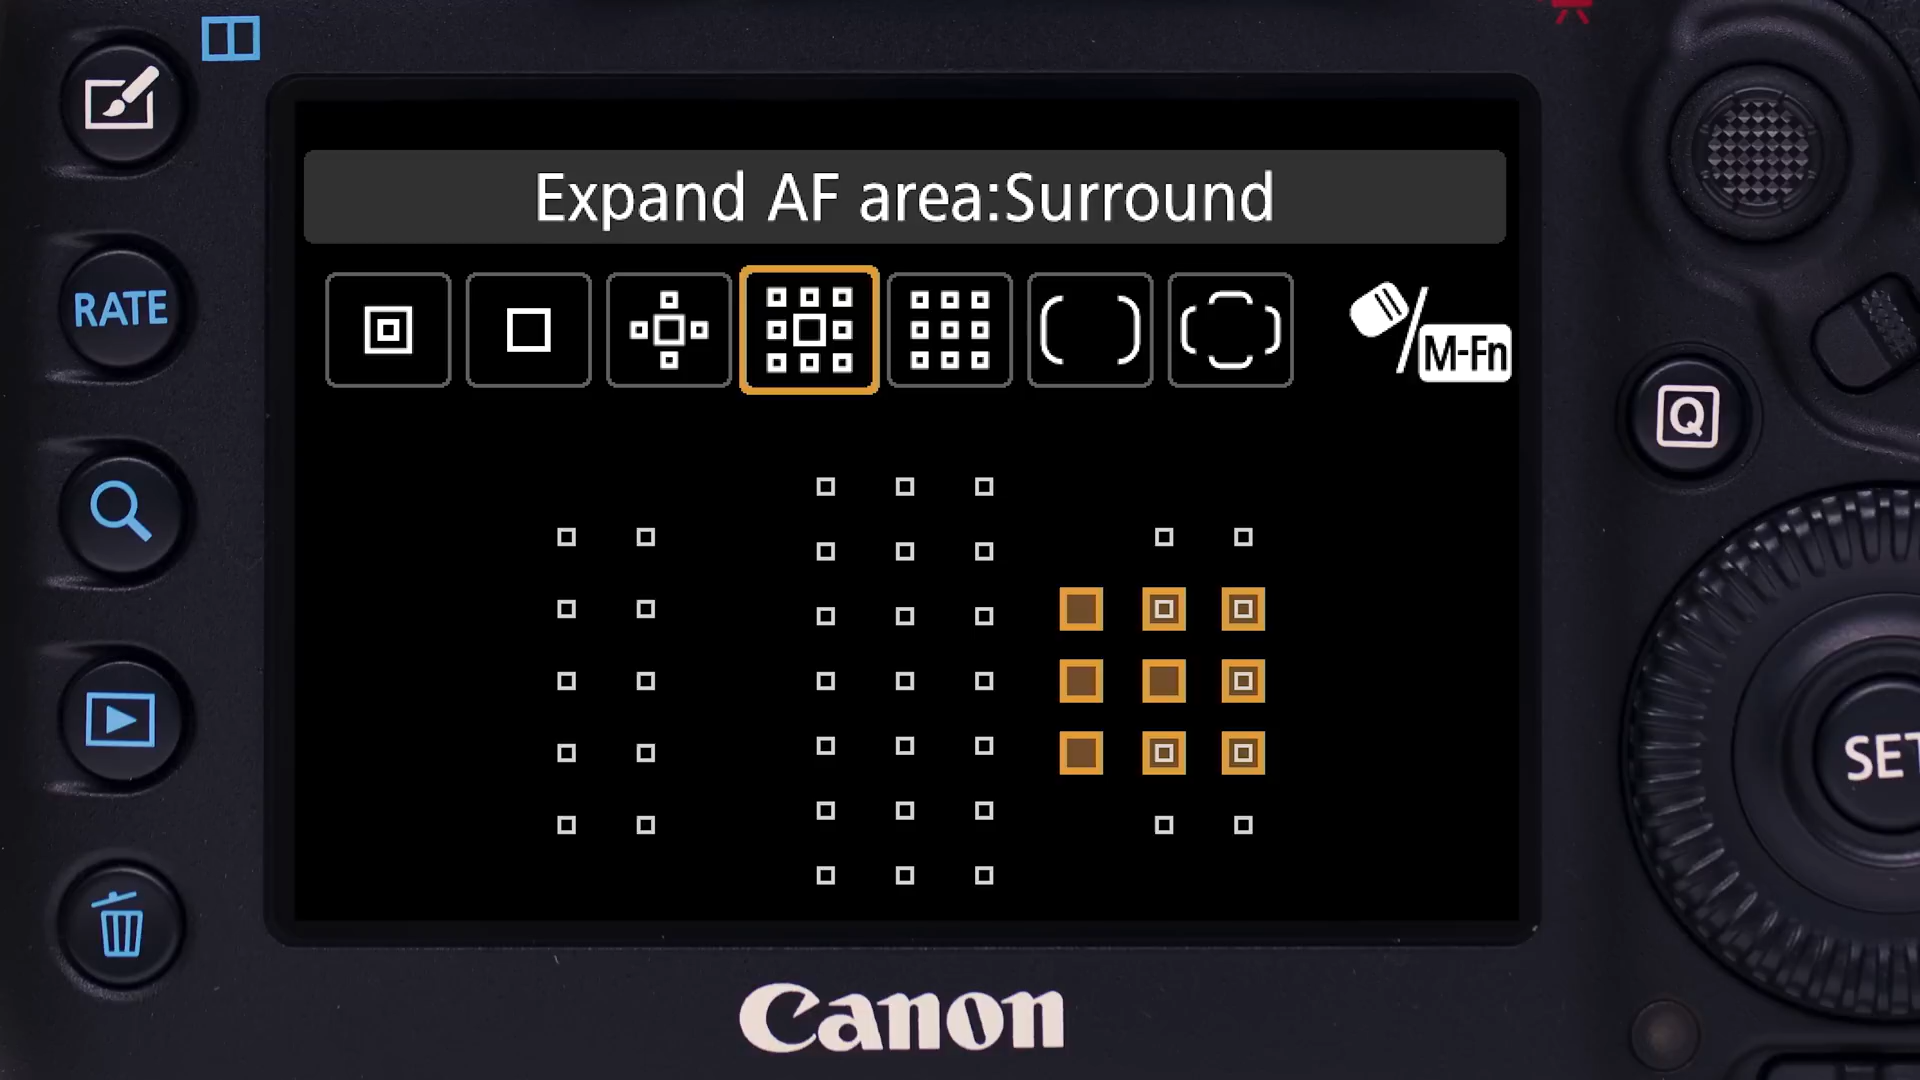 Expand AF area:Surround
M-Fn
RATE
Q
SET
Canon